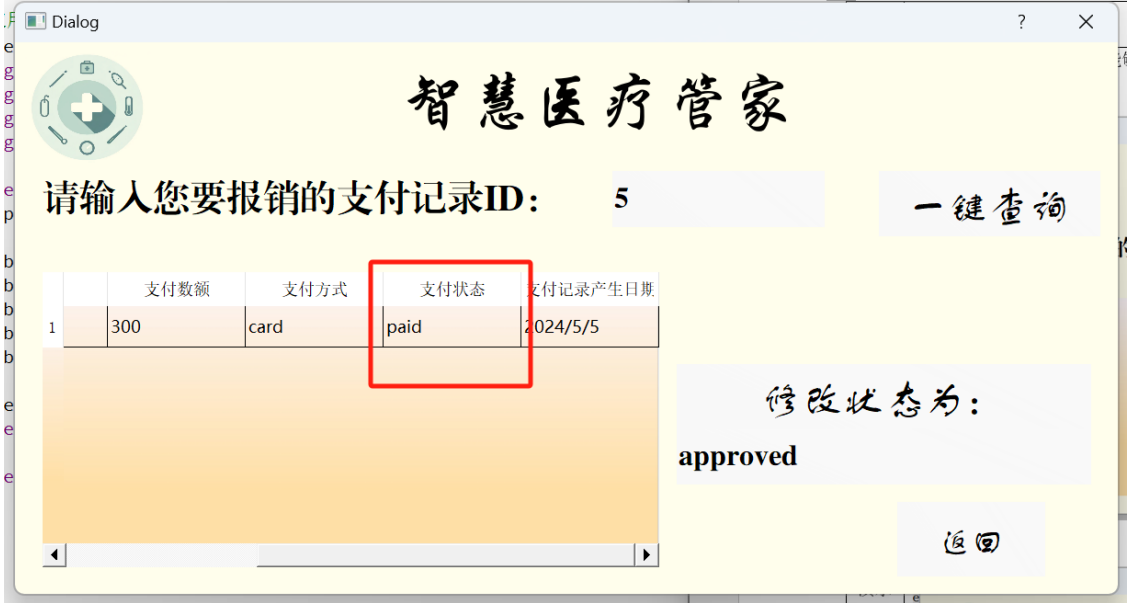 Dialog
智慧医疗管家
请输入您要报销的支付记录ID：
5
一键查询
支付数额 支付方式 支付状态 支付记录产生日期
1 300 card paid 2024/5/5
修改状态为：
approved
返回